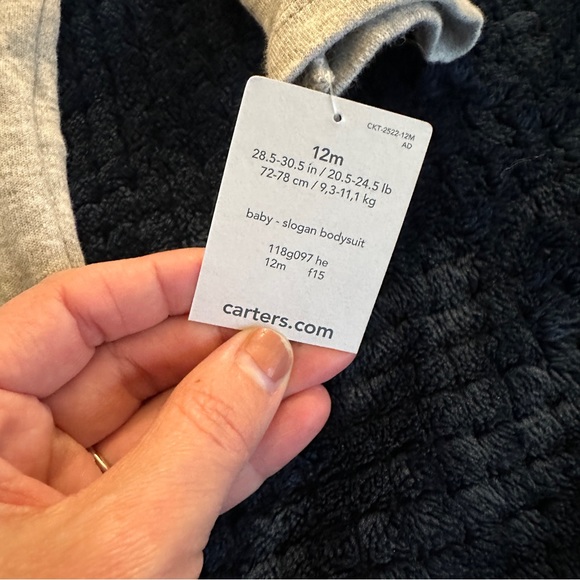 CKT-2522-12M
AD
12m
28.5-30.5 in / 20.5-24.5 lb
72-78 cm / 9,3-11,1 kg
baby - slogan bodysuit
118g097 he
12m f15
carters.com